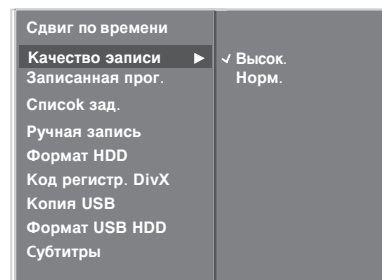 Сдвиг по времени
Качество эаписи ▶
✓ Высок.
Записанная прог.
Норм.
Список зад.
Ручная запись
Формат HDD
Код регистр. DivX
Копия USB
Формат USB HDD
Субтитры